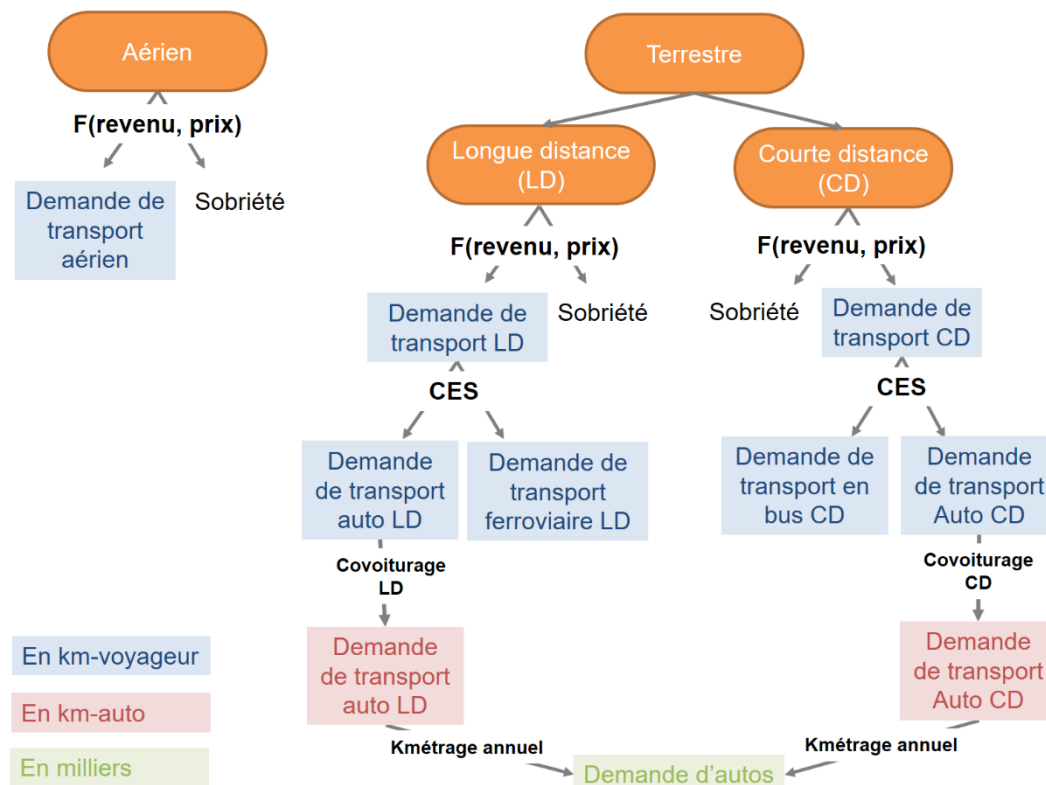 Aérien
Terrestre
F(revenu, prix)
Longue distance
(LD)
Courte distance
(CD)
Demande de
transport
aérien
Sobriété
F(revenu, prix)
F(revenu, prix)
Demande de
transport LD
Sobriété
Sobriété
Demande de
transport CD
CES
CES
Demande
de transport
auto LD
Demande de
transport
ferroviaire LD
Demande de
transport en
bus CD
Demande
de transport
Auto CD
Covoiturage
LD
Covoiturage
CD
Demande
de transport
auto LD
Demande
de transport
Auto CD
En km-voyageur
En km-auto
En milliers
Kmétrage annuel
Kmétrage annuel
Demande d'autos